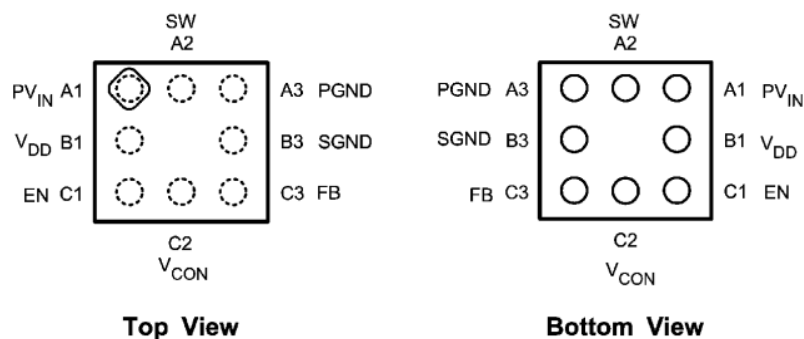 SW
A2
PVIN A1
A3 PGND
VDD B1
B3 SGND
EN C1
C3 FB
C2
VCON
Top View
SW
A2
PGND A3
A1 PVIN
SGND B3
B1 VDD
FB C3
C1 EN
C2
VCON
Bottom View